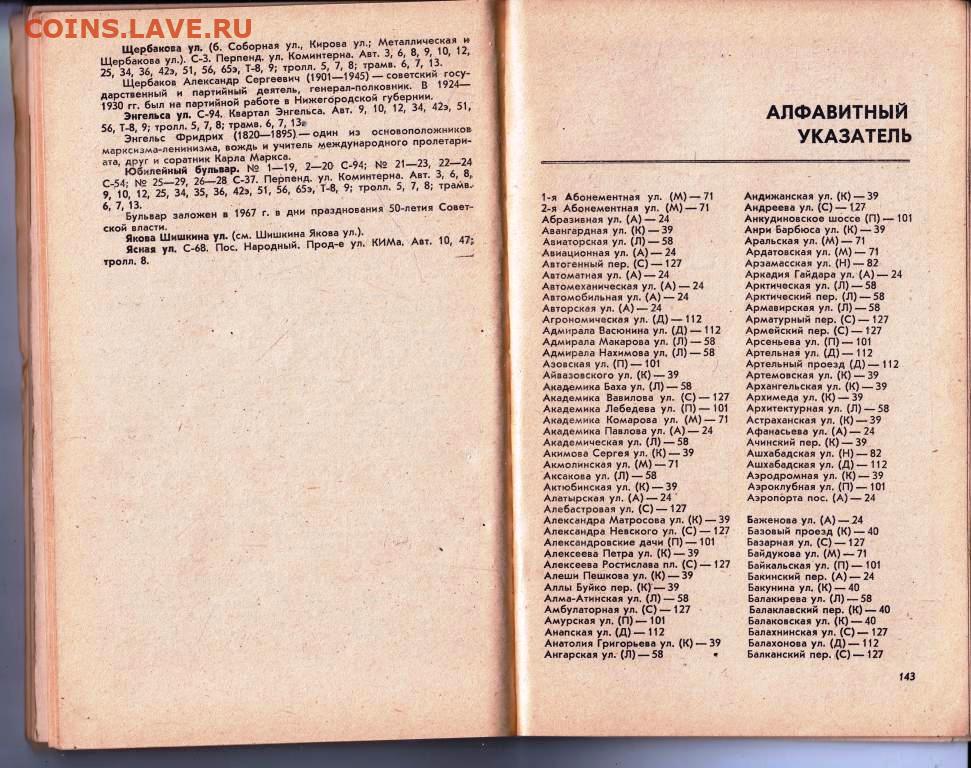 COINS.LAVE.RU
Щербакова ул. (б. Соборная ул., Кирова ул.; Металлическая и
Щербакова ул.). С-3. Перпенд. ул. Коминтерна. Авт. 3, 6, 8, 9, 10, 12,
25, 34, 36, 42э, 51, 56, 65э, Т-8, 9; тролл. 5, 7, 8; трамв. 6, 7, 13.
Щербаков Александр Сергеевич (1901—1945) — советский госу-
дарственный и партийный деятель, генерал-полковник. В 1924—
1930 гг. был на партийной работе в Нижегородской губернии.
Энгельса ул. С-94. Квартал Энгельса. Авт. 9, 10, 12, 34, 42э, 51,
56, Т-8, 9; тролл. 5, 7, 8; трамв. 6, 7, 13.
Энгельс Фридрих (1820—1895) — один из основоположников
марксизма-ленинизма, вождь и учитель международного пролетари-
ата, друг и соратник Карла Маркса.
Юбилейный бульвар. № 1—19, 2—20 С-94; № 21—23, 22—24
С-54; № 25—29, 26—28 С-37. Перпенд. ул. Коминтерна. Авт. 3, 6, 8,
9, 10, 12, 25, 34, 35, 36, 42э, 51, 56, 65э, Т-8, 9; тролл. 5, 7, 8; трамв.
6, 7, 13.
Бульвар заложен в 1967 г. в дни празднования 50-летия Совет-
ской власти.
Якова Шишкина ул. (см. Шишкина Якова ул.).
Ясная ул. С-68. Пос. Народный. Прод-е ул. КИМа, Авт. 10, 47;
тролл. 8.
АЛФАВИТНЫЙ
УКАЗАТЕЛЬ
1-я Абонементная ул. (М) — 71
2-я Абонементная ул. (М) — 71
Абразивная ул. (А) — 24
Авангардная ул. (К) — 39
Авиаторская ул. (Л) — 58
Авиационная ул. (А) — 24
Автогенный пер. (С) — 127
Автоматная ул. (А) — 24
Автомеханическая ул. (А) — 24
Автомобильная ул. (А) — 24
Авторская ул. (А) — 24
Агрономическая ул. (Д) — 112
Адмирала Васюнина ул. (Д) — 112
Адмирала Макарова ул. (Л) — 58
Адмирала Нахимова ул, (Л) — 58
Азовская ул. (П) — 101
Айвазовского ул. (К) — 39
Академика Баха ул. (Л) — 58
Академика Вавилова ул. (С) — 127
Академика Лебедева ул. (П) — 101
Академика Комарова ул. (М) — 71
Академика Павлова ул. (А) — 24
Академическая ул. (Л) — 58
Акимова Сергея ул. (К) — 39
Акмолинская ул. (М) — 71
Аксакова ул. (Л) — 58
Актюбинская ул. (К) — 39
Алатырская ул. (А) — 24
Алебастровая ул. (С) — 127
Александра Матросова ул. (К) — 39
Александра Невского ул. (С) — 127
Александровские дачи (П) — 101
Алексеева Петра ул. (К) — 39
Алексеева Ростислава пл. (С) — 127
Алеши Пешкова ул. (К) — 39
Аллы Буйко пер. (К) — 39
Алма-Атинская ул. (Л) — 58
Амбулаторная ул. (С) — 127
Амурская ул. (П) — 101
Анапская ул. (Д) — 112
Анатолия Григорьева ул. (К) — 39
Ангарская ул. (Л) — 58
Андижанская ул. (К) — 39
Андреева ул. (С) — 127
Анкудиновское шоссе (П) — 101
Анри Барбюса ул. (К) — 39
Аральская ул. (М) — 71
Ардатовская ул. (М) — 71
Арзамасская ул. (Н) — 82
Аркадия Гайдара ул. (А) — 24
Арктическая ул. (Л) — 58
Арктический пер. (Л) — 58
Армавирская ул. (Л) — 58
Арматурный пер. (С) — 127
Армейский пер. (С) — 127
Арсеньева ул. (П) — 101
Артельная ул. (Д) — 112
Артельный проезд (Д) — 112
Артемовская ул. (К) — 39
Архангельская ул. (К) — 39
Архимеда ул. (К) — 39
Архитектурная ул. (Л) — 58
Астраханская ул. (К) — 39
Афанасьева ул. (А) — 24
Ачинский пер. (К) — 39
Ашхабадская ул. (Н) — 82
Ашхабадская ул. (Д) — 112
Аэродромная ул. (К) — 39
Аэроклубная ул. (П) — 101
Аэропорта пос. (А) — 24
Баженова ул. (А) — 24
Базовый проезд (К) — 40
Базарная ул. (С) — 127
Байдукова ул. (М) — 71
Байкальская ул. (П) — 101
Бакинский пер. (А) — 24
Бакунина ул. (К) — 40
Балакирева ул. (Л) — 58
Балаклавский пер. (К) — 40
Балаковская ул. (К) — 40
Балахнинская ул. (С) — 127
Балахонова ул. (Д) — 112
Балканский пер. (С) — 127
143